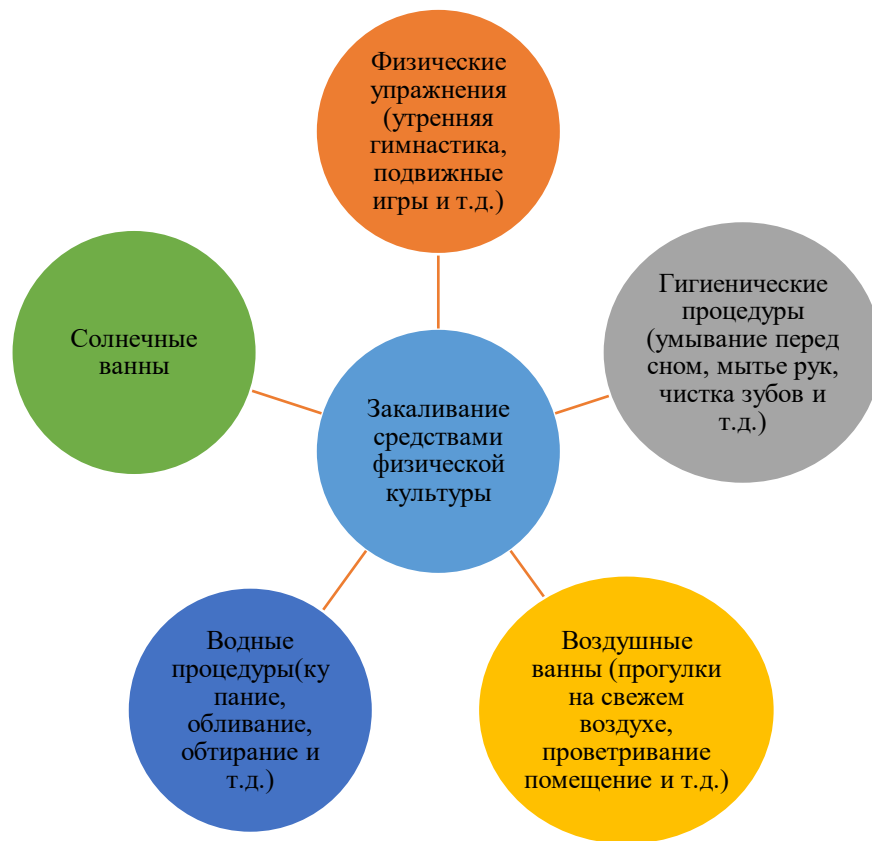 Физические
упражнения
(утренняя
гимнастика,
подвижные
игры и т.д.)
Гигиенические
процедуры
(умывание перед
сном, мытье рук,
чистка зубов и
т.д.)
Солнечные
ванны
Закаливание
средствами
физической
культуры
Водные
процедуры(ку
пание,
обливание,
обтирание и
т.д.)
Воздушные
ванны (прогулки
на свежем
воздухе,
проветривание
помещение и т.д.)